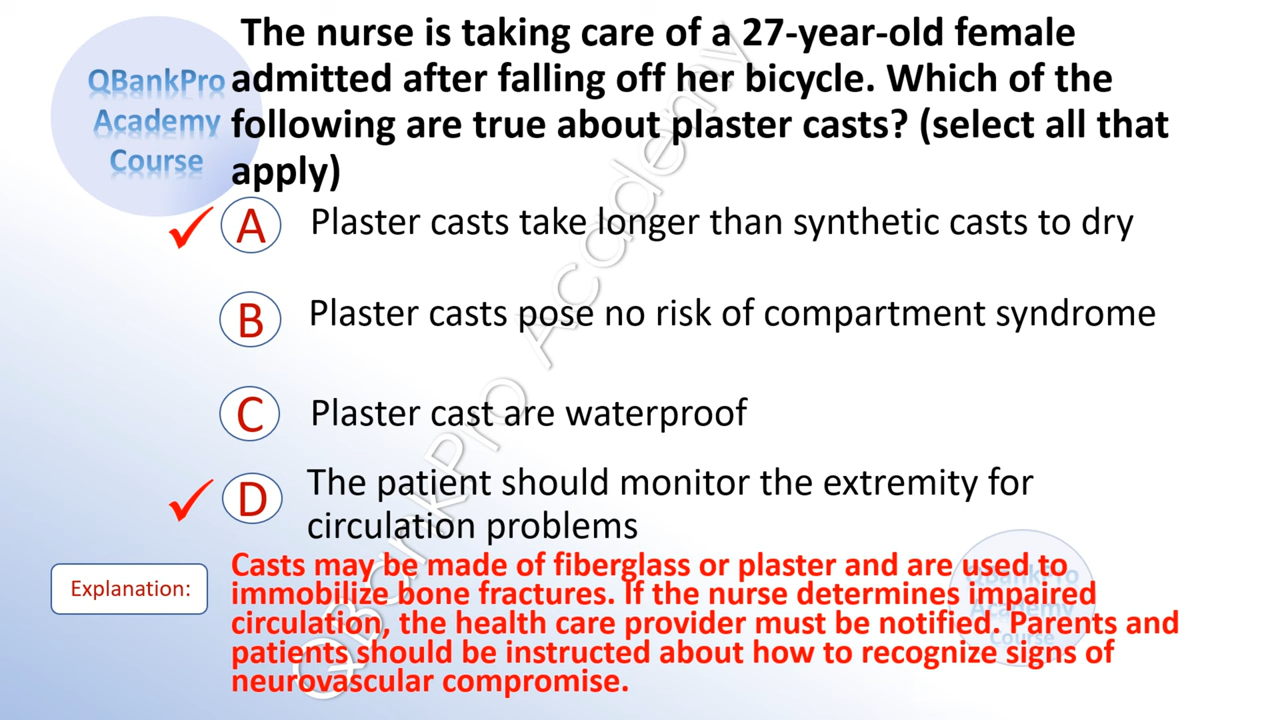 The nurse is taking care of a 27-year-old female
QBankPro
admitted after falling off her bicycle. Which of the
Academy
following are true about plaster casts? (select all that
Course
apply)
A Plaster casts take longer than synthetic casts to dry
B Plaster casts pose no risk of compartment syndrome
C Plaster cast are waterproof
D The patient should monitor the extremity for
circulation problems
Explanation:
Casts may be made of fiberglass or plaster and are used to
immobilize bone fractures. If the nurse determines impaired
circulation, the health care provider must be notified. Parents and
patients should be instructed about how to recognize signs of
neurovascular compromise.
QBankPro Academy
QBankPro
Academy
Course